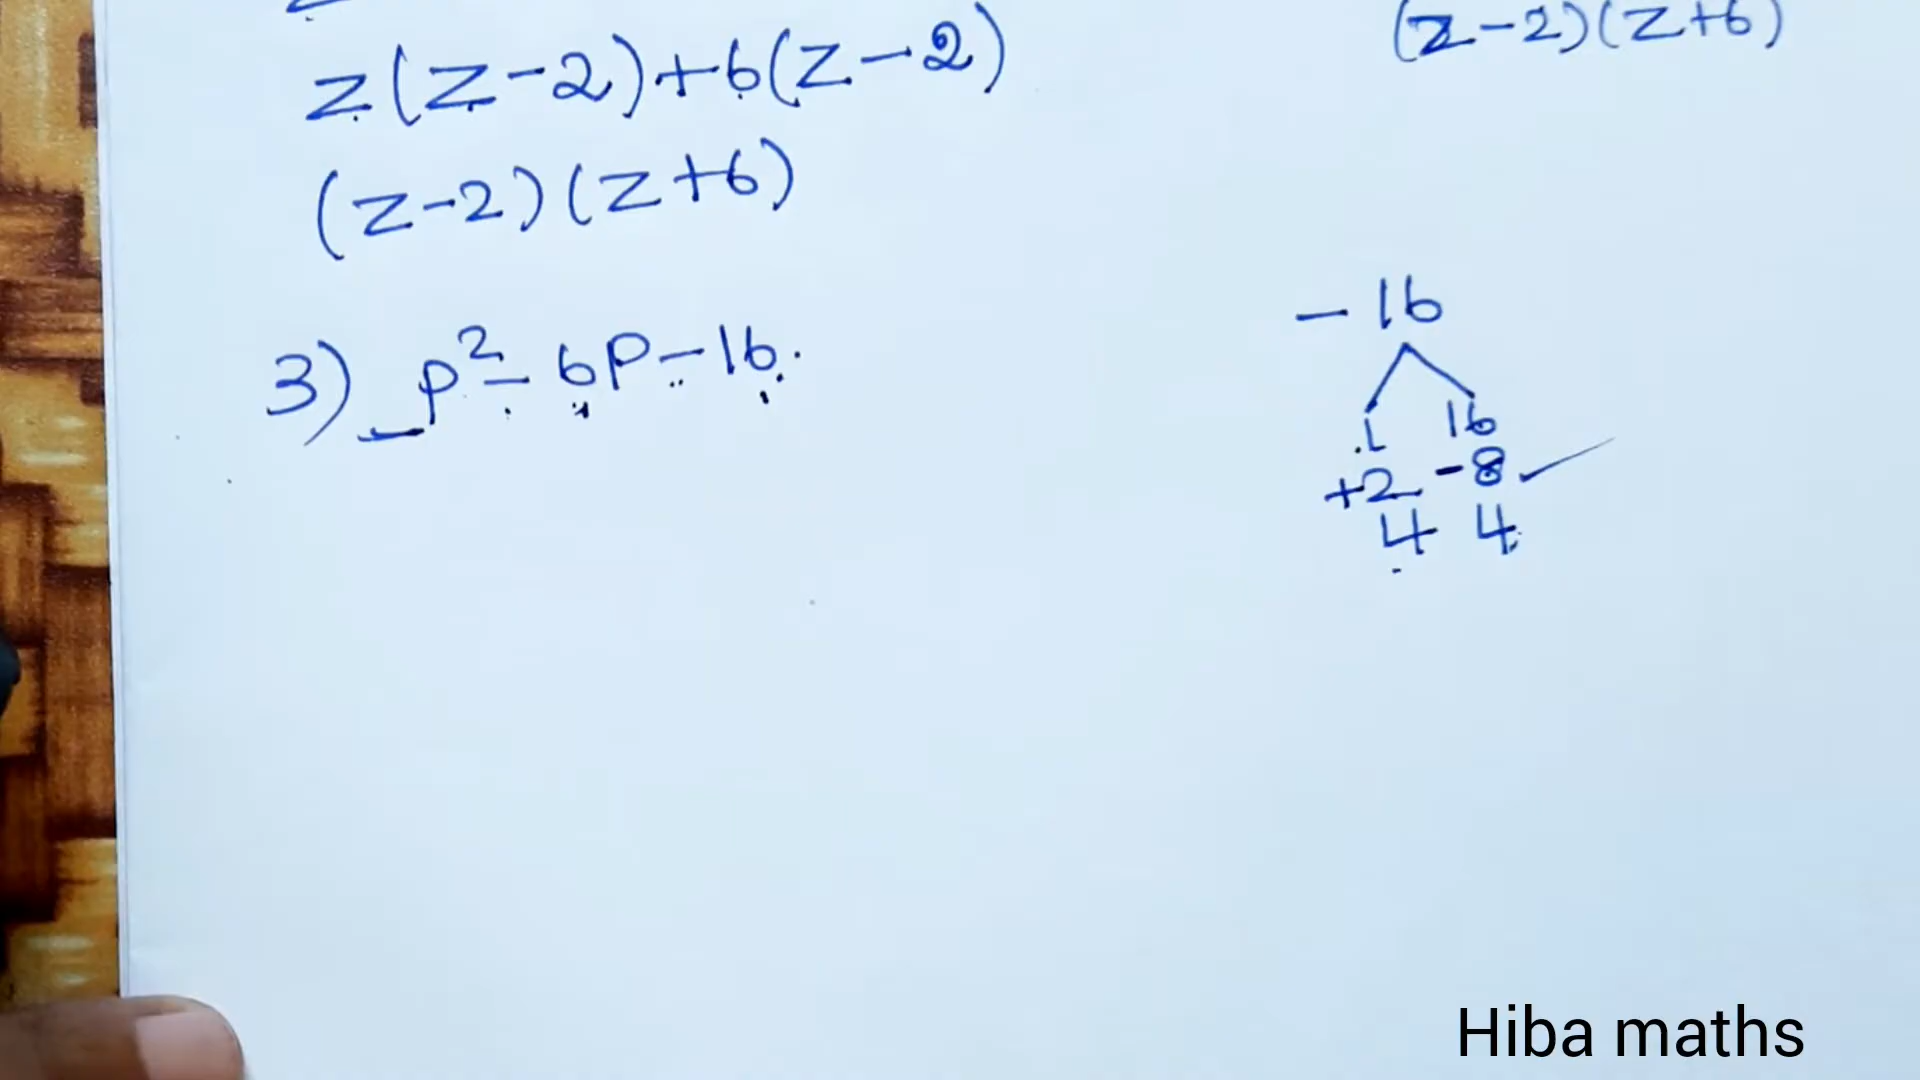 z(z-2)+6(z-2)
(z-2)(z+6)
(z-2)(z+6)
3) p²-6p-16.
-16
1 16
+2 -8 ✓
4 4
Hiba maths